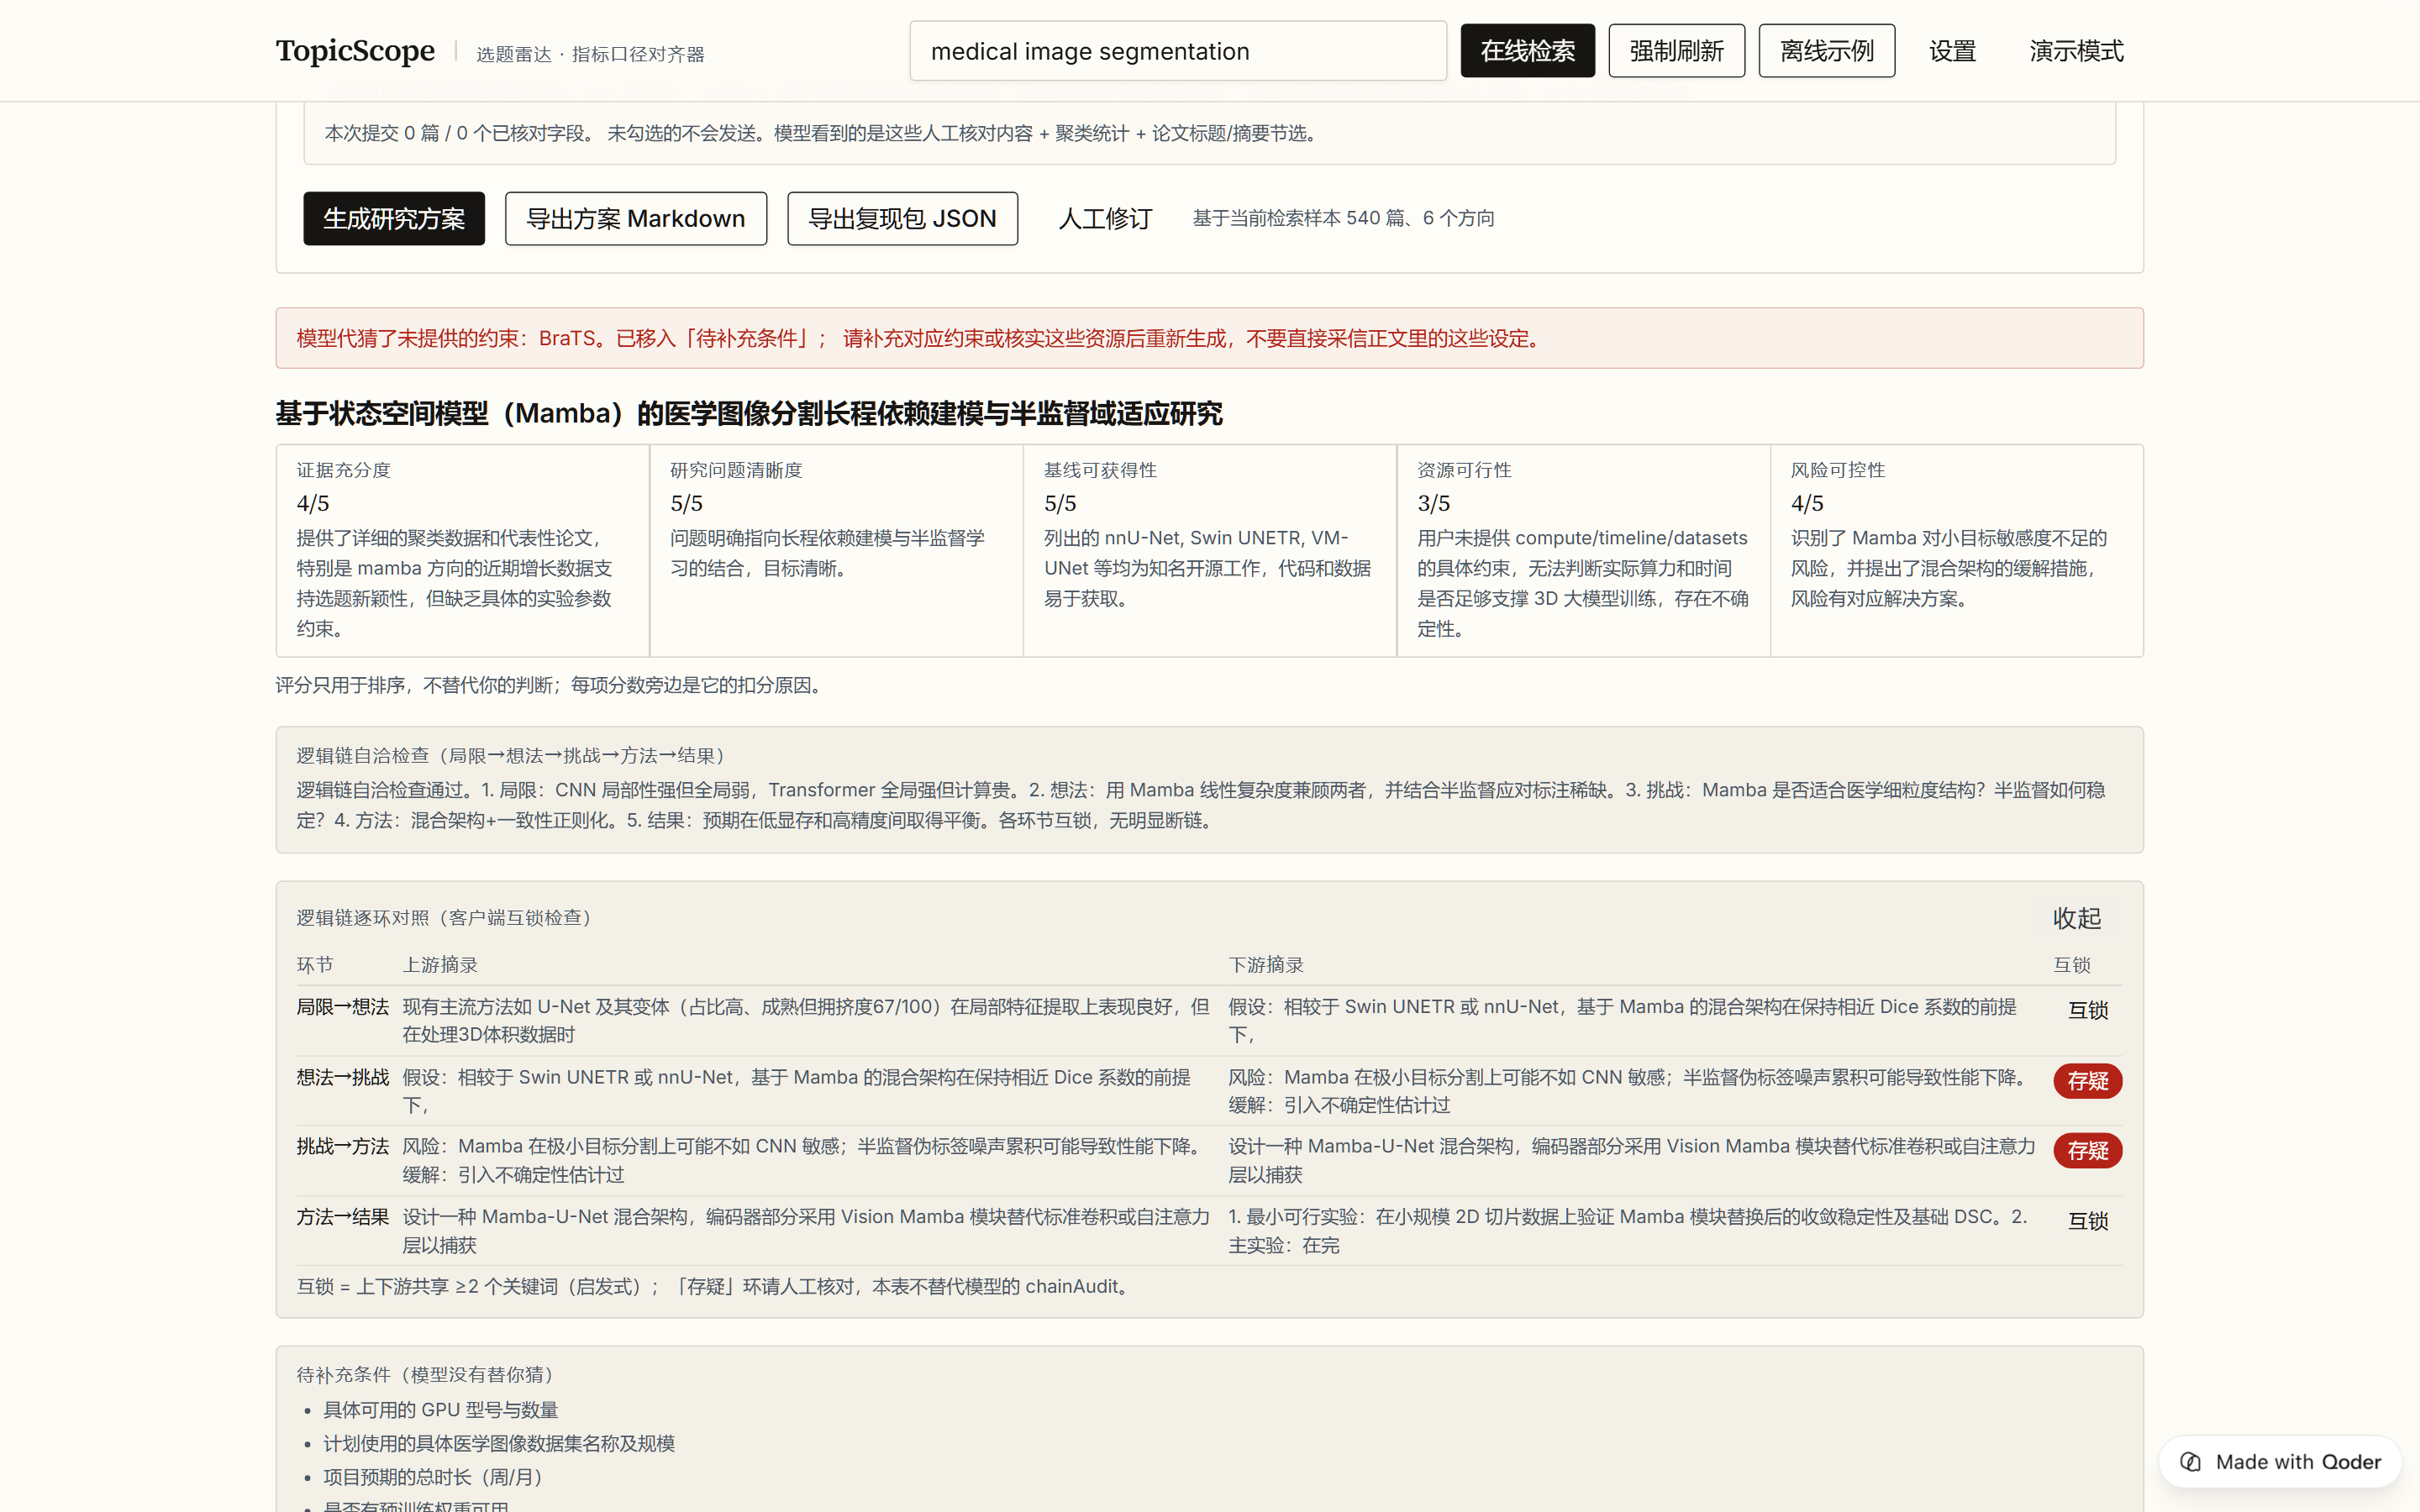 TopicScope
选题雷达 · 指标口径对齐器
medical image segmentation
在线检索
强制刷新
离线示例
设置
演示模式
本次提交 0 篇 / 0 个已核对字段。 未勾选的不会发送。模型看到的是这些人工核对内容 + 聚类统计 + 论文标题/摘要节选。
生成研究方案
导出方案 Markdown
导出复现包 JSON
人工修订
基于当前检索样本 540 篇、6 个方向
模型代猜了未提供的约束：BraTS。已移入「待补充条件」； 请补充对应约束或核实这些资源后重新生成，不要直接采信正文里的这些设定。
基于状态空间模型（Mamba）的医学图像分割长程依赖建模与半监督域适应研究
证据充分度
4/5
提供了详细的聚类数据和代表性论文，
特别是 mamba 方向的近期增长数据支
持选题新颖性，但缺乏具体的实验参数
约束。
研究问题清晰度
5/5
问题明确指向长程依赖建模与半监督学
习的结合，目标清晰。
基线可获得性
5/5
列出的 nnU-Net, Swin UNETR, VM-
UNet 等均为知名开源工作，代码和数据
易于获取。
资源可行性
3/5
用户未提供 compute/timeline/datasets
的具体约束，无法判断实际算力和时间
是否足够支撑 3D 大模型训练，存在不确
定性。
风险可控性
4/5
识别了 Mamba 对小目标敏感度不足的
风险，并提出了混合架构的缓解措施，
风险有对应解决方案。
评分只用于排序，不替代你的判断；每项分数旁边是它的扣分原因。
逻辑链自洽检查（局限→想法→挑战→方法→结果）
逻辑链自洽检查通过。1. 局限：CNN 局部性强但全局弱，Transformer 全局强但计算贵。2. 想法：用 Mamba 线性复杂度兼顾两者，并结合半监督应对标注稀缺。3. 挑战：Mamba 是否适合医学细粒度结构？半监督如何稳
定？4. 方法：混合架构+一致性正则化。5. 结果：预期在低显存和高精度间取得平衡。各环节互锁，无明显断链。
逻辑链逐环对照（客户端互锁检查）
收起
环节
上游摘录
下游摘录
互锁
局限→想法
现有主流方法如 U-Net 及其变体（占比高、成熟但拥挤度67/100）在局部特征提取上表现良好，但
在处理3D体积数据时
假设：相较于 Swin UNETR 或 nnU-Net，基于 Mamba 的混合架构在保持相近 Dice 系数的前提
下，
互锁
想法→挑战
假设：相较于 Swin UNETR 或 nnU-Net，基于 Mamba 的混合架构在保持相近 Dice 系数的前提
下，
风险：Mamba 在极小目标分割上可能不如 CNN 敏感；半监督伪标签噪声累积可能导致性能下降。
缓解：引入不确定性估计过
存疑
挑战→方法
风险：Mamba 在极小目标分割上可能不如 CNN 敏感；半监督伪标签噪声累积可能导致性能下降。
缓解：引入不确定性估计过
设计一种 Mamba-U-Net 混合架构，编码器部分采用 Vision Mamba 模块替代标准卷积或自注意力
层以捕获
存疑
方法→结果
设计一种 Mamba-U-Net 混合架构，编码器部分采用 Vision Mamba 模块替代标准卷积或自注意力
层以捕获
1. 最小可行实验：在小规模 2D 切片数据上验证 Mamba 模块替换后的收敛稳定性及基础 DSC。2.
主实验：在完
互锁
互锁 = 上下游共享 ≥2 个关键词（启发式）；「存疑」环请人工核对，本表不替代模型的 chainAudit。
待补充条件（模型没有替你猜）
• 具体可用的 GPU 型号与数量
• 计划使用的具体医学图像数据集名称及规模
• 项目预期的总时长（周/月）
• 是否有预训练权重可用
Made with Qoder